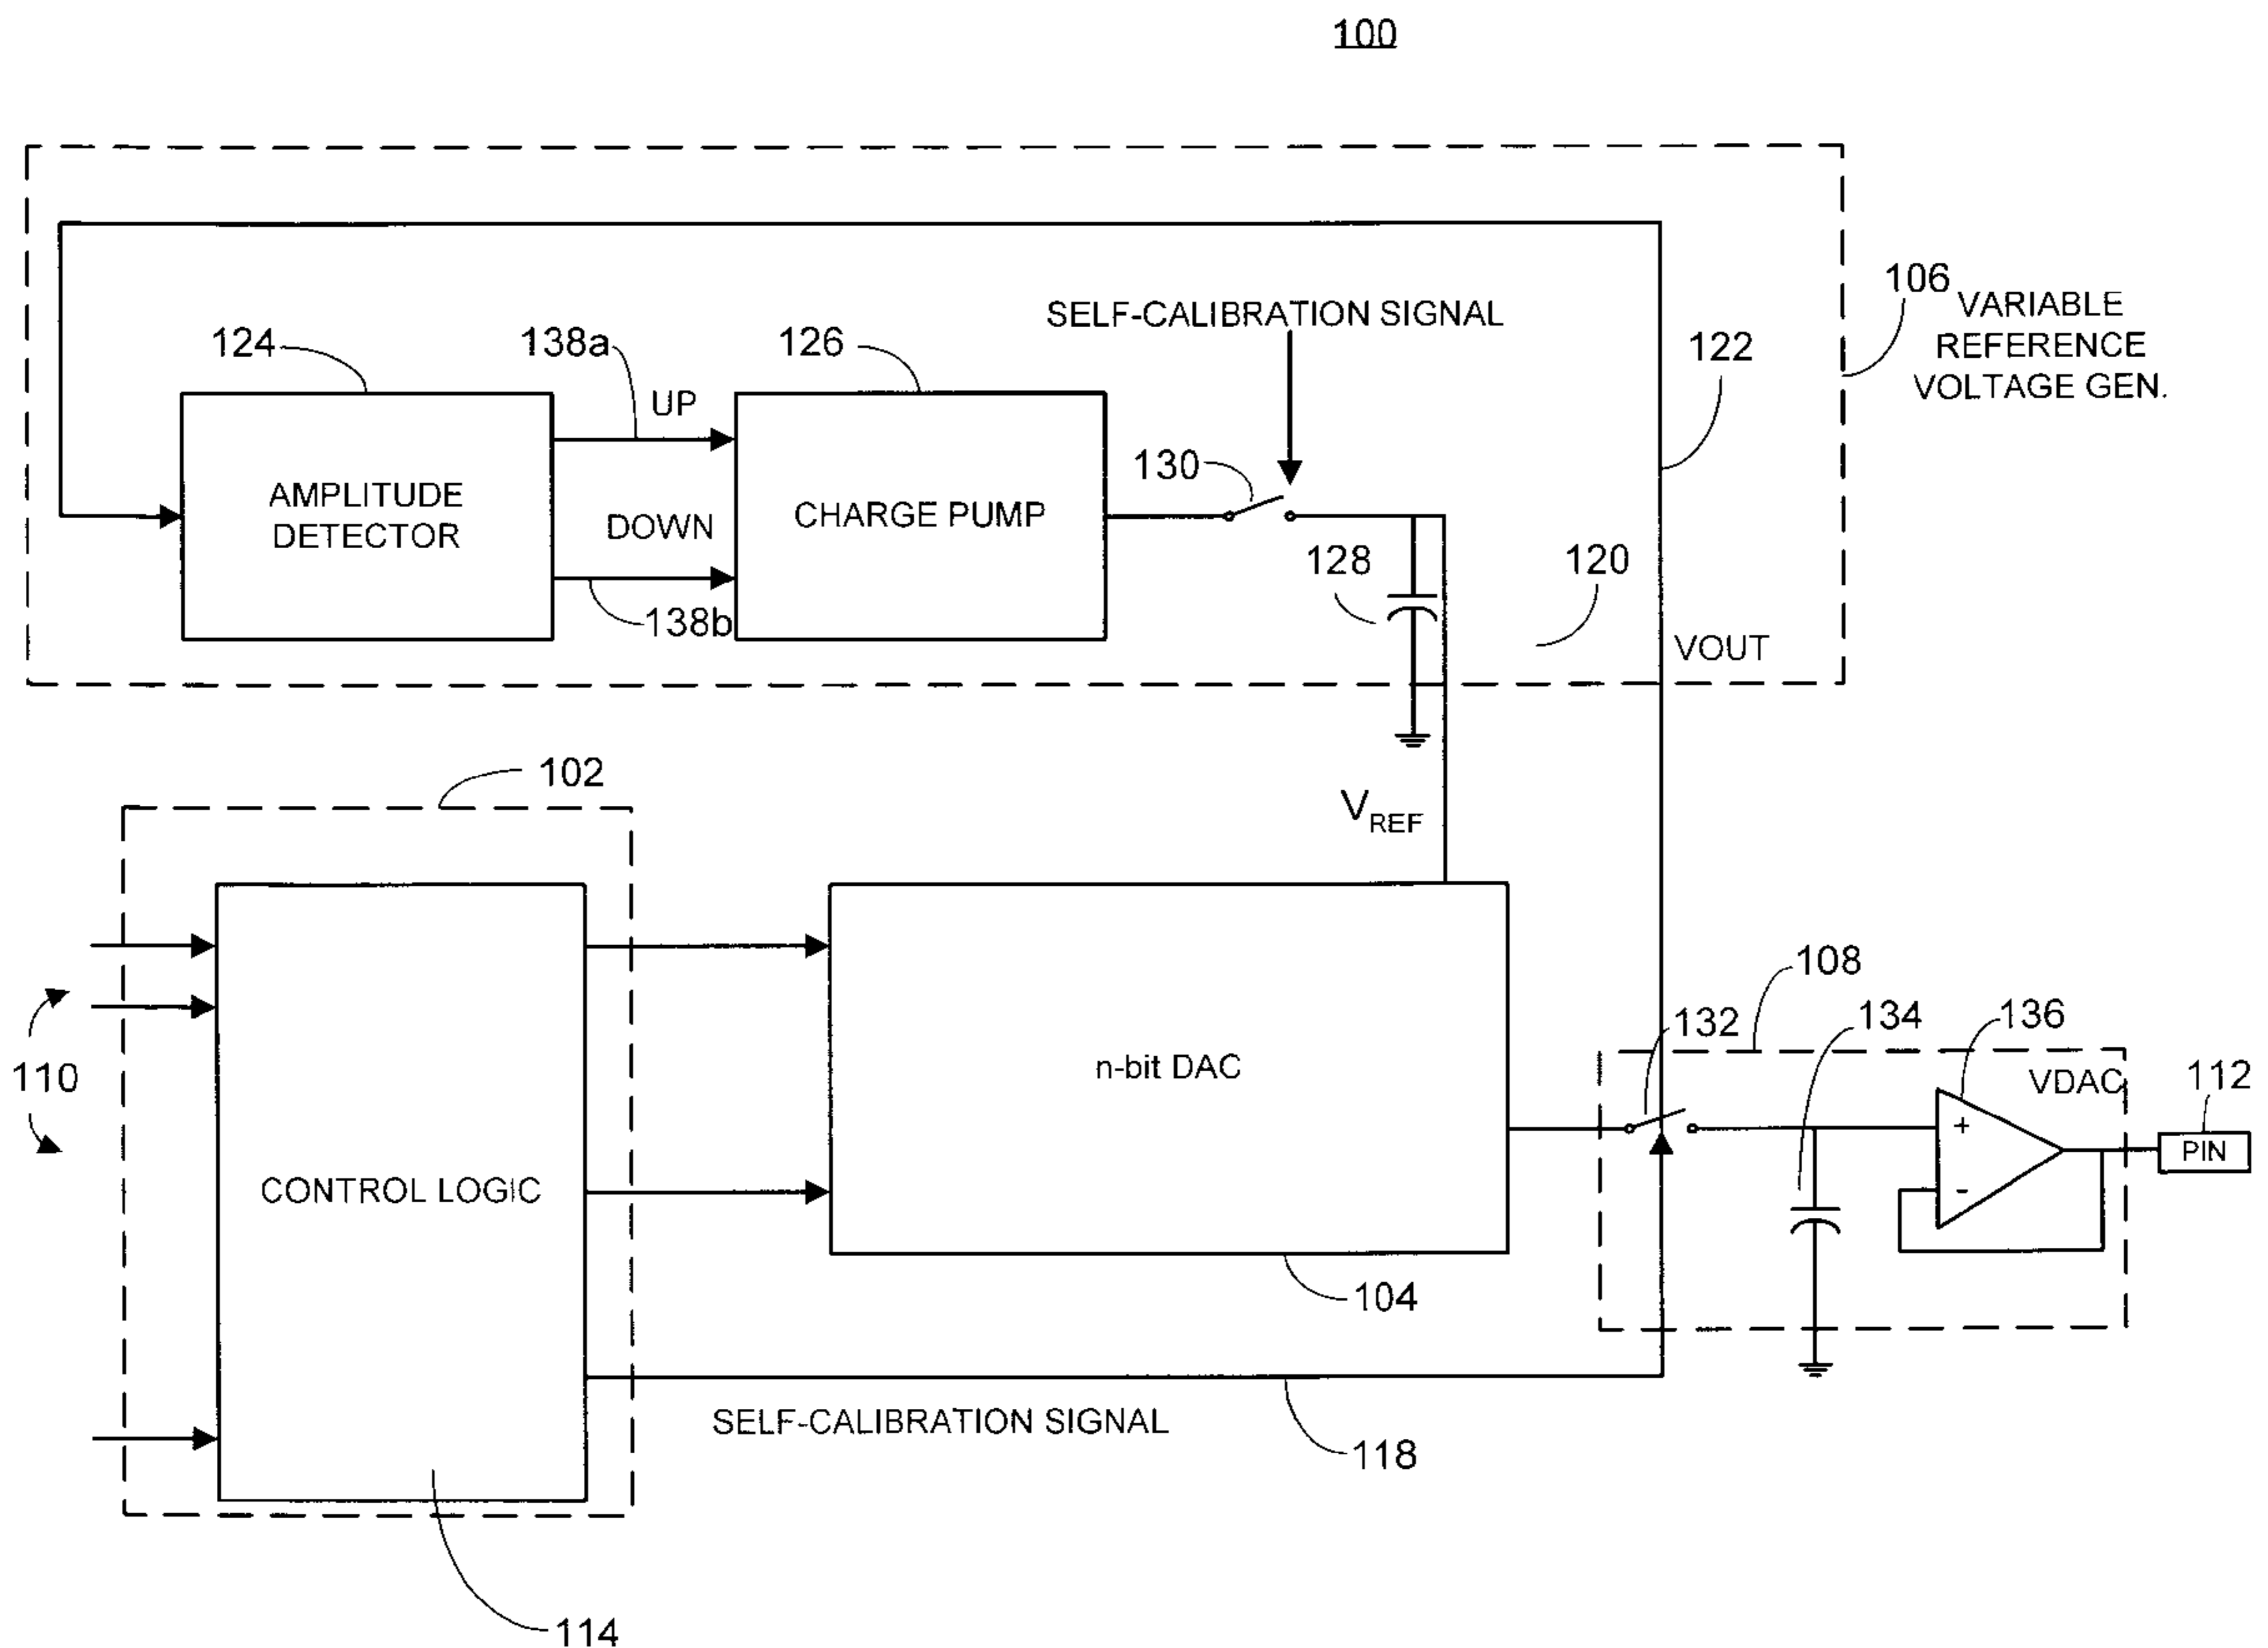 100
106
VARIABLE
REFERENCE
VOLTAGE GEN.
SELF-CALIBRATION SIGNAL
124
138a
126
122
UP
130
AMPLITUDE
DETECTOR
DOWN
CHARGE PUMP
128
120
138b
VOUT
102
VREF
108
110
132
134
136
n-bit DAC
VDAC
112
+
PIN
CONTROL LOGIC
-
104
SELF-CALIBRATION SIGNAL
118
114